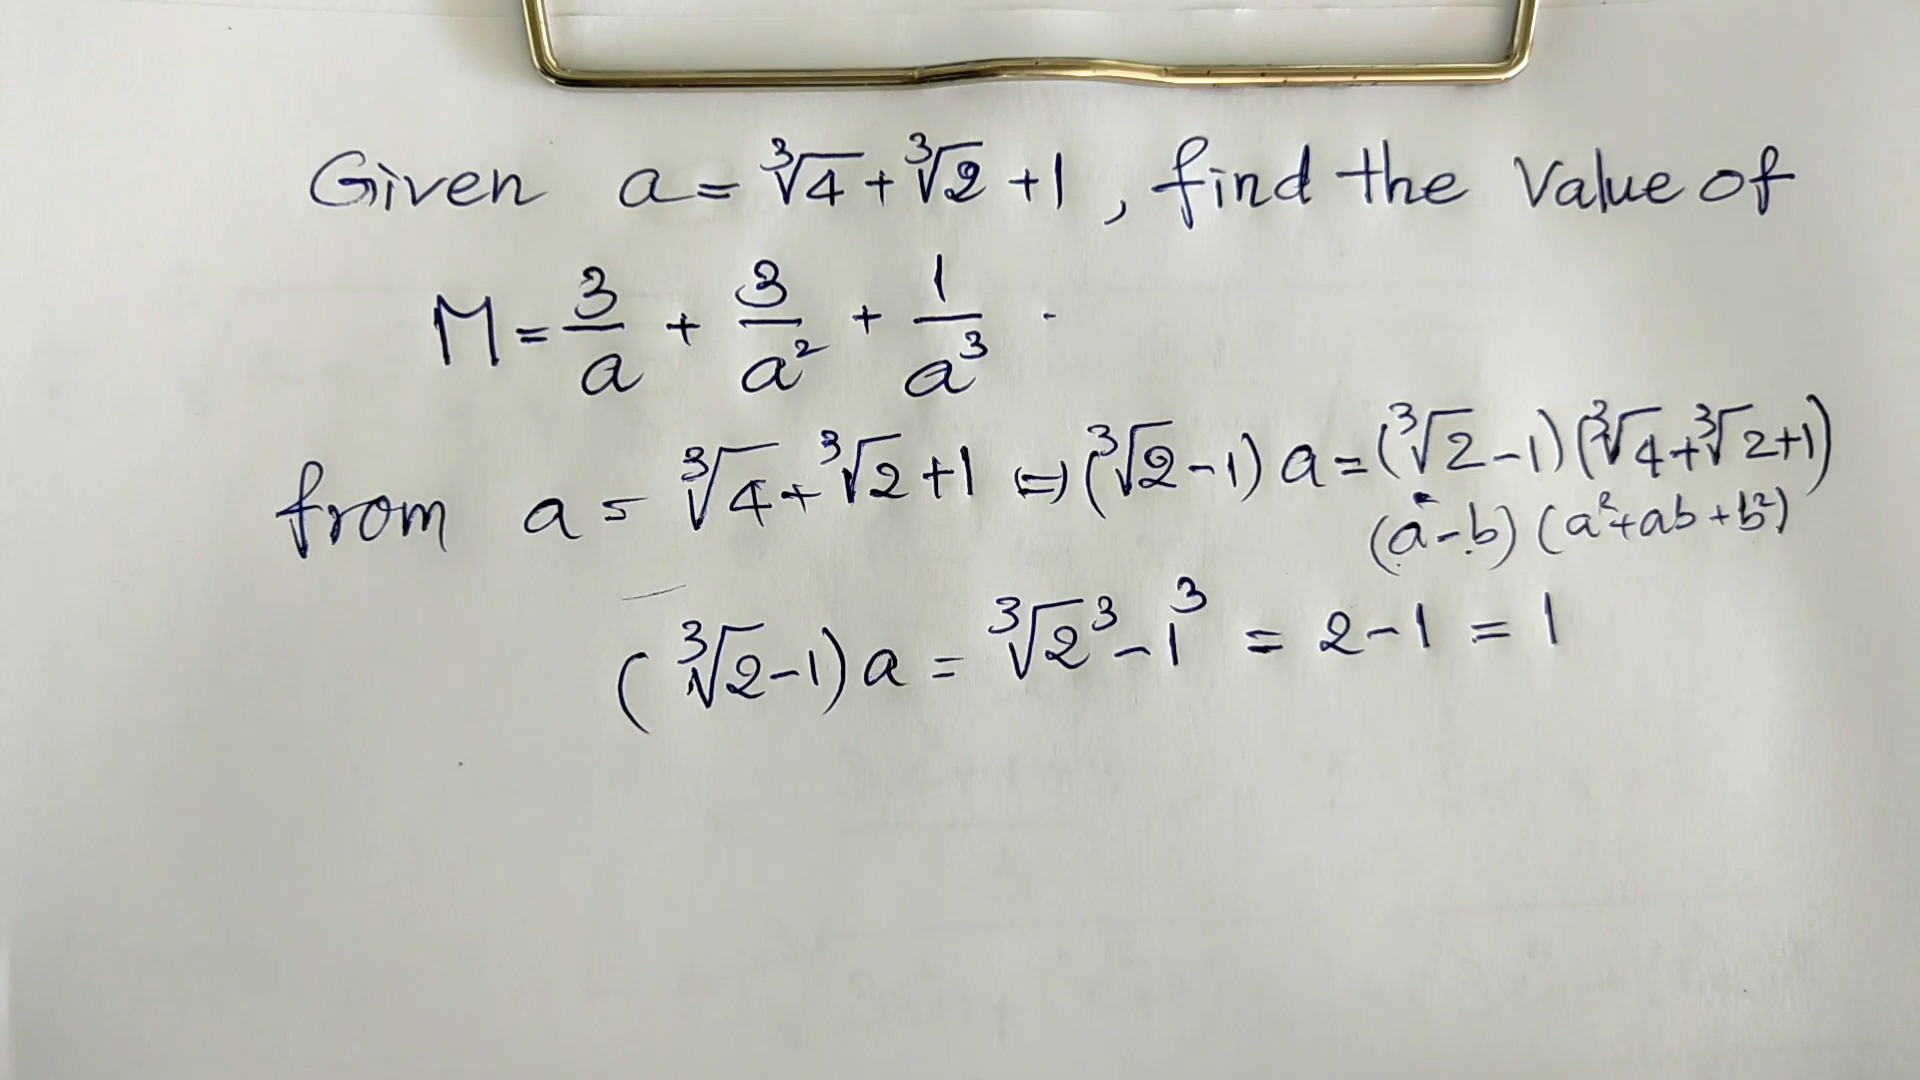 Given a = ∛4 + ∛2 + 1, find the value of
M = 3/a + 3/a² + 1/a³ .
from a = ∛4 + ∛2 + 1 ⇔ (∛2 - 1) a = (∛2 - 1)(∛4 + ∛2 + 1)
(a - b) (a² + ab + b²)
(∛2 - 1) a = ∛2³ - 1³ = 2 - 1 = 1